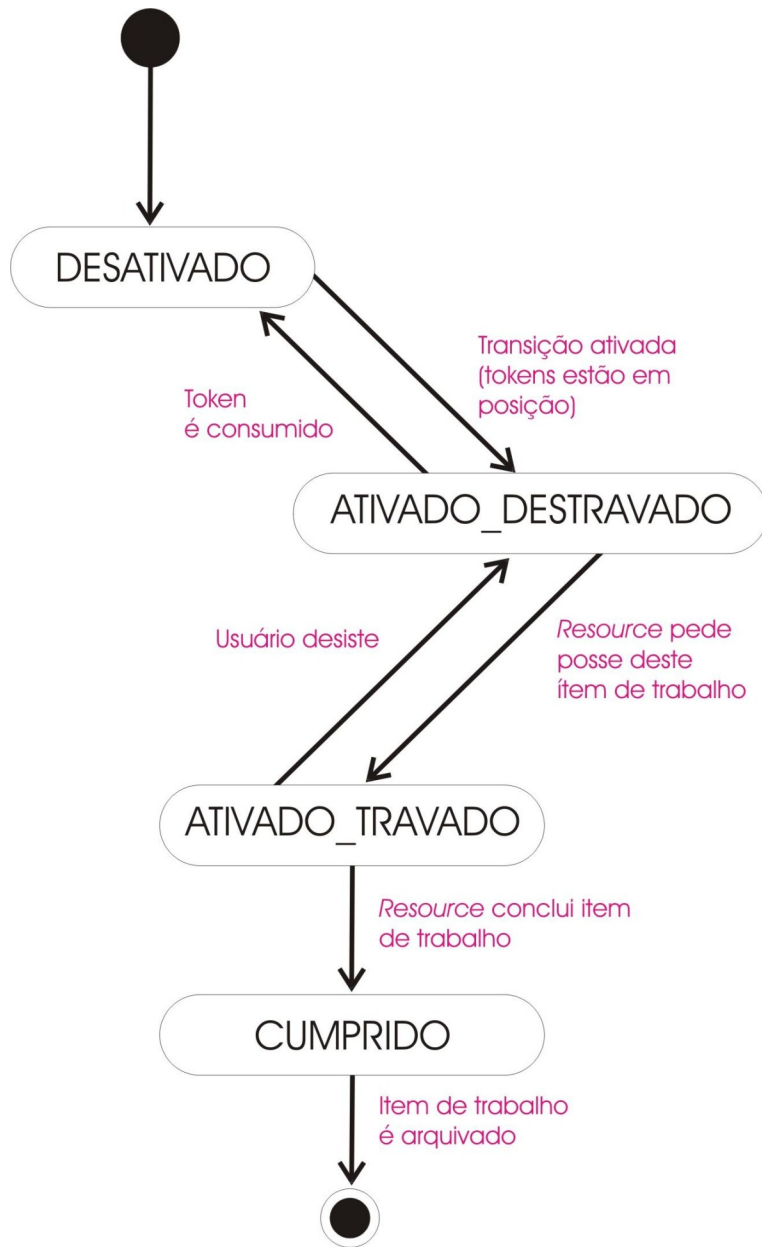 DESATIVADO
Transição ativada
(tokens estão em
posição)
Token
é consumido
ATIVADO_DESTRAVADO
Usuário desiste
Resource pede
posse deste
ítem de trabalho
ATIVADO_TRAVADO
Resource conclui item
de trabalho
CUMPRIDO
Item de trabalho
é arquivado